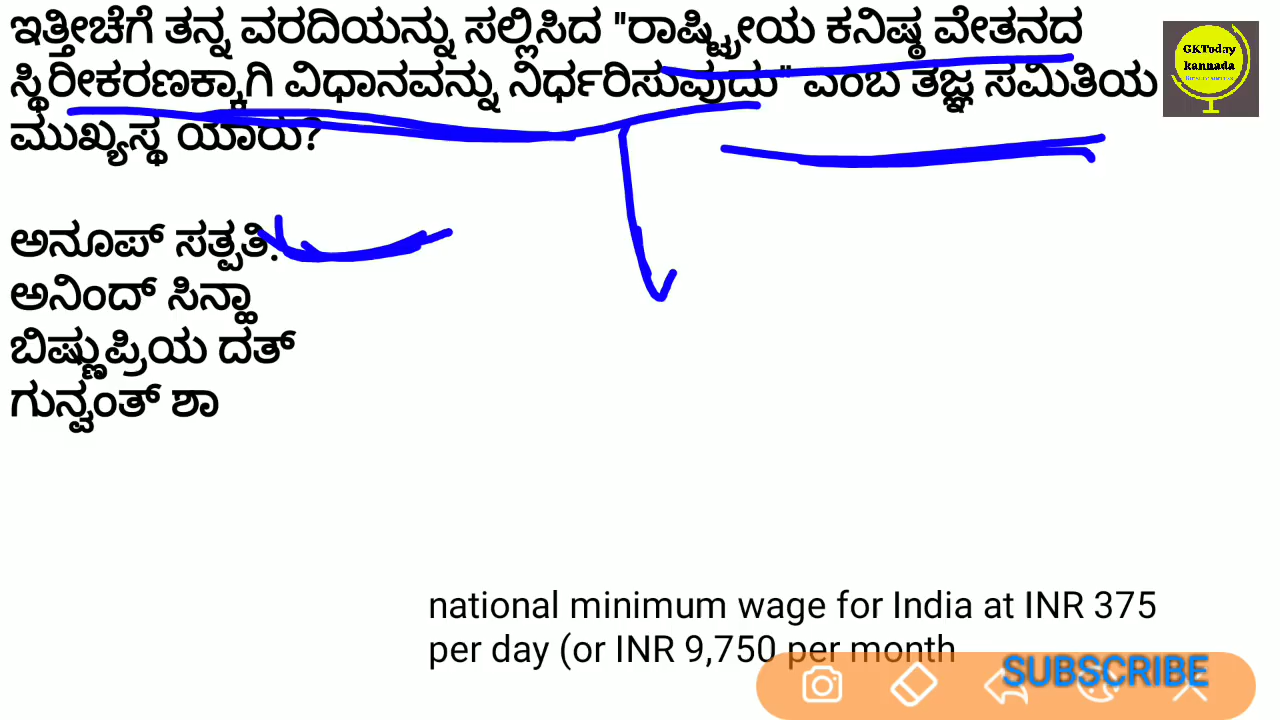 ಇತ್ತೀಚೆಗೆ ತನ್ನ ವರದಿಯನ್ನು ಸಲ್ಲಿಸಿದ "ರಾಷ್ಟ್ರೀಯ ಕನಿಷ್ಠ ವೇತನದ
ಸ್ಥಿರೀಕರಣಕ್ಕಾಗಿ ವಿಧಾನವನ್ನು ನಿರ್ಧರಿಸುವುದು" ಎಂಬ ತಜ್ಞ ಸಮಿತಿಯ
ಮುಖ್ಯಸ್ಥ ಯಾರು?
ಅನೂಪ್ ಸತ್ಪತಿ.
ಅನಿಂದ್ ಸಿನ್ಹಾ
ಬಿಷ್ಣುಪ್ರಿಯ ದತ್
ಗುನ್ವಂತ್ ಶಾ
GKToday
kannada
national minimum wage for India at INR 375
per day (or INR 9,750 per month
SUBSCRIBE